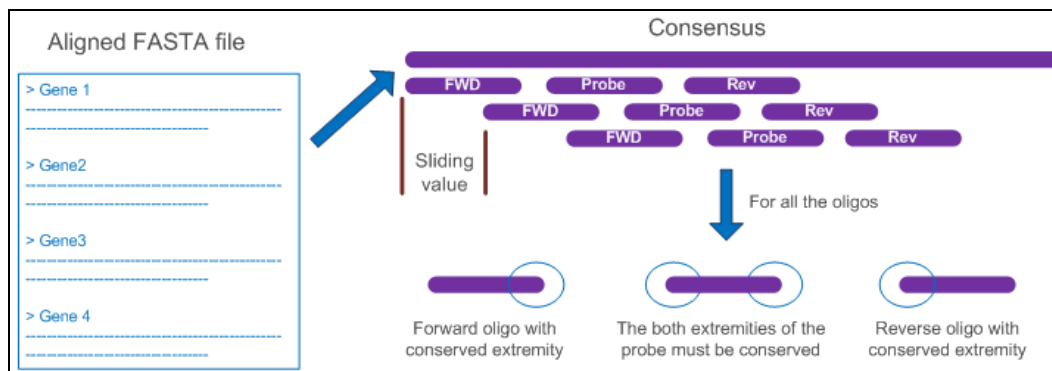 Aligned FASTA file
> Gene 1
> Gene2
> Gene3
> Gene 4
Consensus
FWD Probe Rev
FWD Probe Rev
FWD Probe Rev
Sliding
value
For all the oligos
Forward oligo with
conserved extremity
The both extremities of the
probe must be conserved
Reverse oligo with
conserved extremity